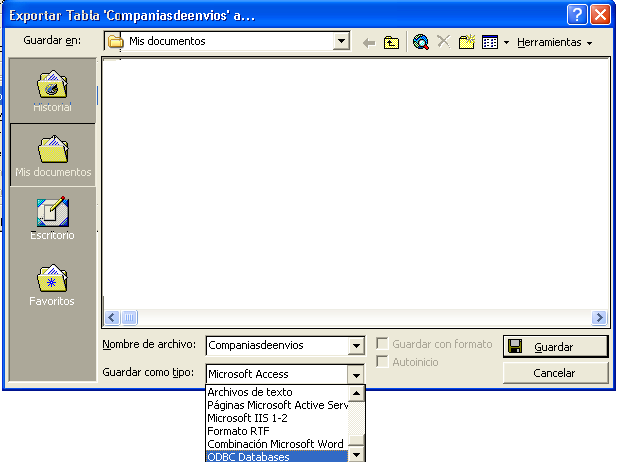 Exportar Tabla 'Companiasdeenvios' a...
Guardar en:
Mis documentos
Herramientas
Historial
Mis documentos
Escritorio
Favoritos
Nombre de archivo:
Companiasdeenvios
Guardar con formato
Guardar
Guardar como tipo:
Microsoft Access
Autoinicio
Cancelar
Archivos de texto
Páginas Microsoft Active Serv
Microsoft IIS 1-2
Formato RTF
Combinación Microsoft Word
ODBC Databases